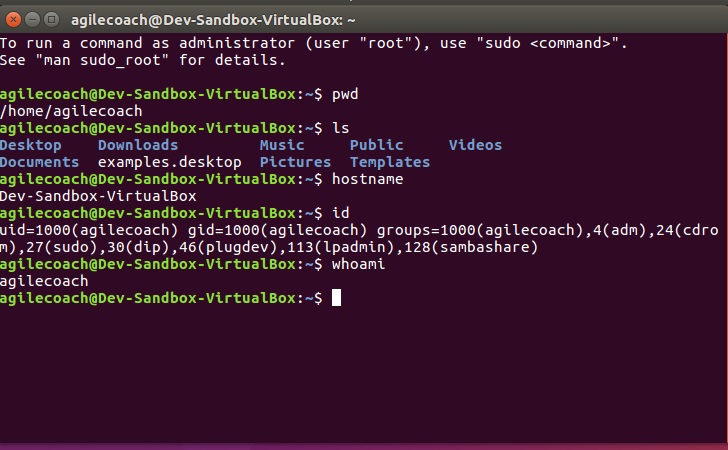 agilecoach@Dev-Sandbox-VirtualBox: ~
To run a command as administrator (user "root"), use "sudo <command>".
See "man sudo_root" for details.
agilecoach@Dev-Sandbox-VirtualBox:~$ pwd
/home/agilecoach
agilecoach@Dev-Sandbox-VirtualBox:~$ ls
Desktop    Downloads         Music     Public     Videos
Documents  examples.desktop  Pictures  Templates
agilecoach@Dev-Sandbox-VirtualBox:~$ hostname
Dev-Sandbox-VirtualBox
agilecoach@Dev-Sandbox-VirtualBox:~$ id
uid=1000(agilecoach) gid=1000(agilecoach) groups=1000(agilecoach),4(adm),24(cdro
m),27(sudo),30(dip),46(plugdev),113(lpadmin),128(sambashare)
agilecoach@Dev-Sandbox-VirtualBox:~$ whoami
agilecoach
agilecoach@Dev-Sandbox-VirtualBox:~$